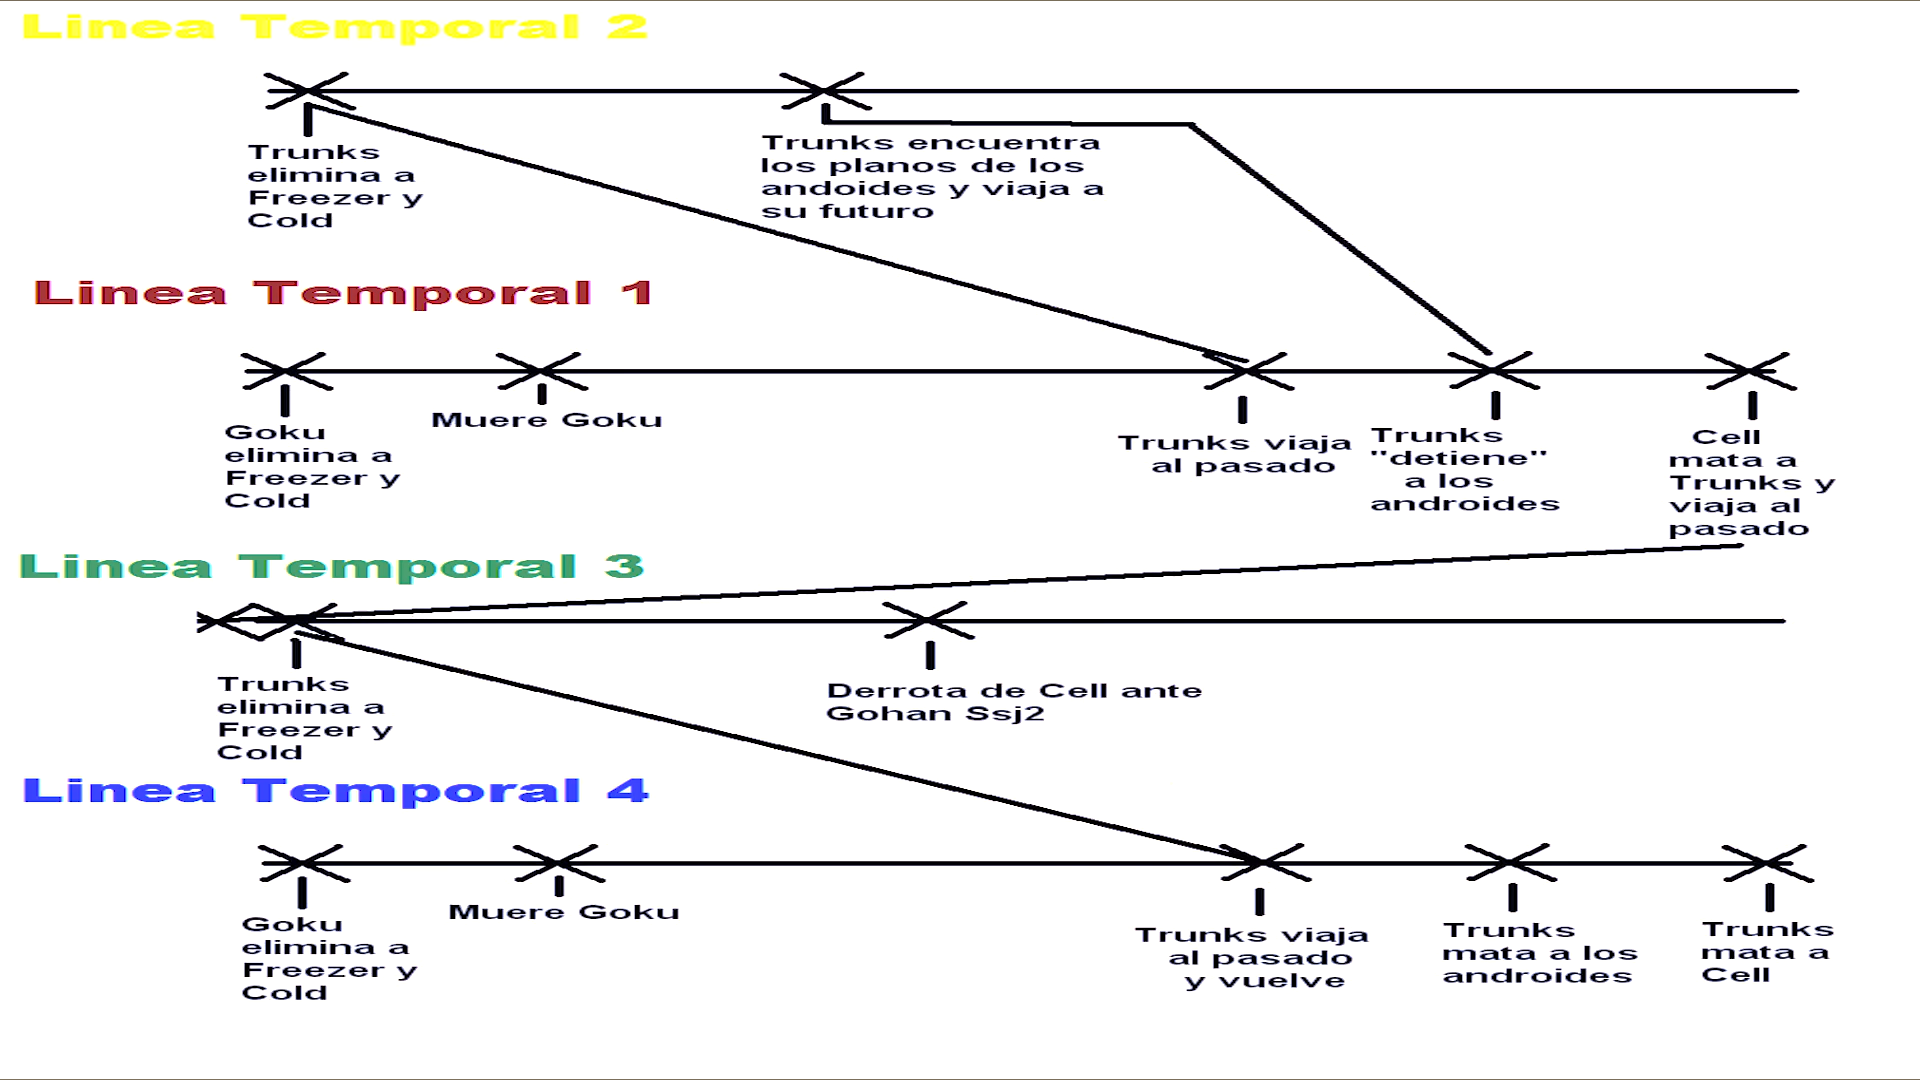 Linea Temporal 2
Trunks
elimina a
Freezer y
Cold
Trunks encuentra
los planos de los
andoides y viaja a
su futuro
Linea Temporal 1
Goku
elimina a
Freezer y
Cold
Muere Goku
Trunks viaja
al pasado
Trunks
"detiene"
a los
androides
Cell
mata a
Trunks y
viaja al
pasado
Linea Temporal 3
Trunks
elimina a
Freezer y
Cold
Derrota de Cell ante
Gohan Ssj2
Linea Temporal 4
Goku
elimina a
Freezer y
Cold
Muere Goku
Trunks viaja
al pasado
y vuelve
Trunks
mata a los
androides
Trunks
mata a
Cell